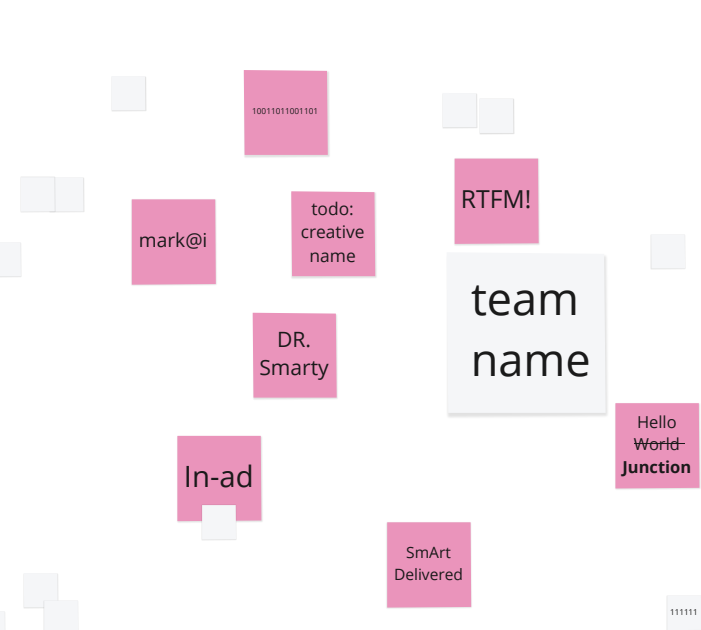 10011011001101
RTFM!
mark@i
todo:
creative
name
team
name
DR.
Smarty
Hello
World
Junction
In-ad
SmArt
Delivered
111111